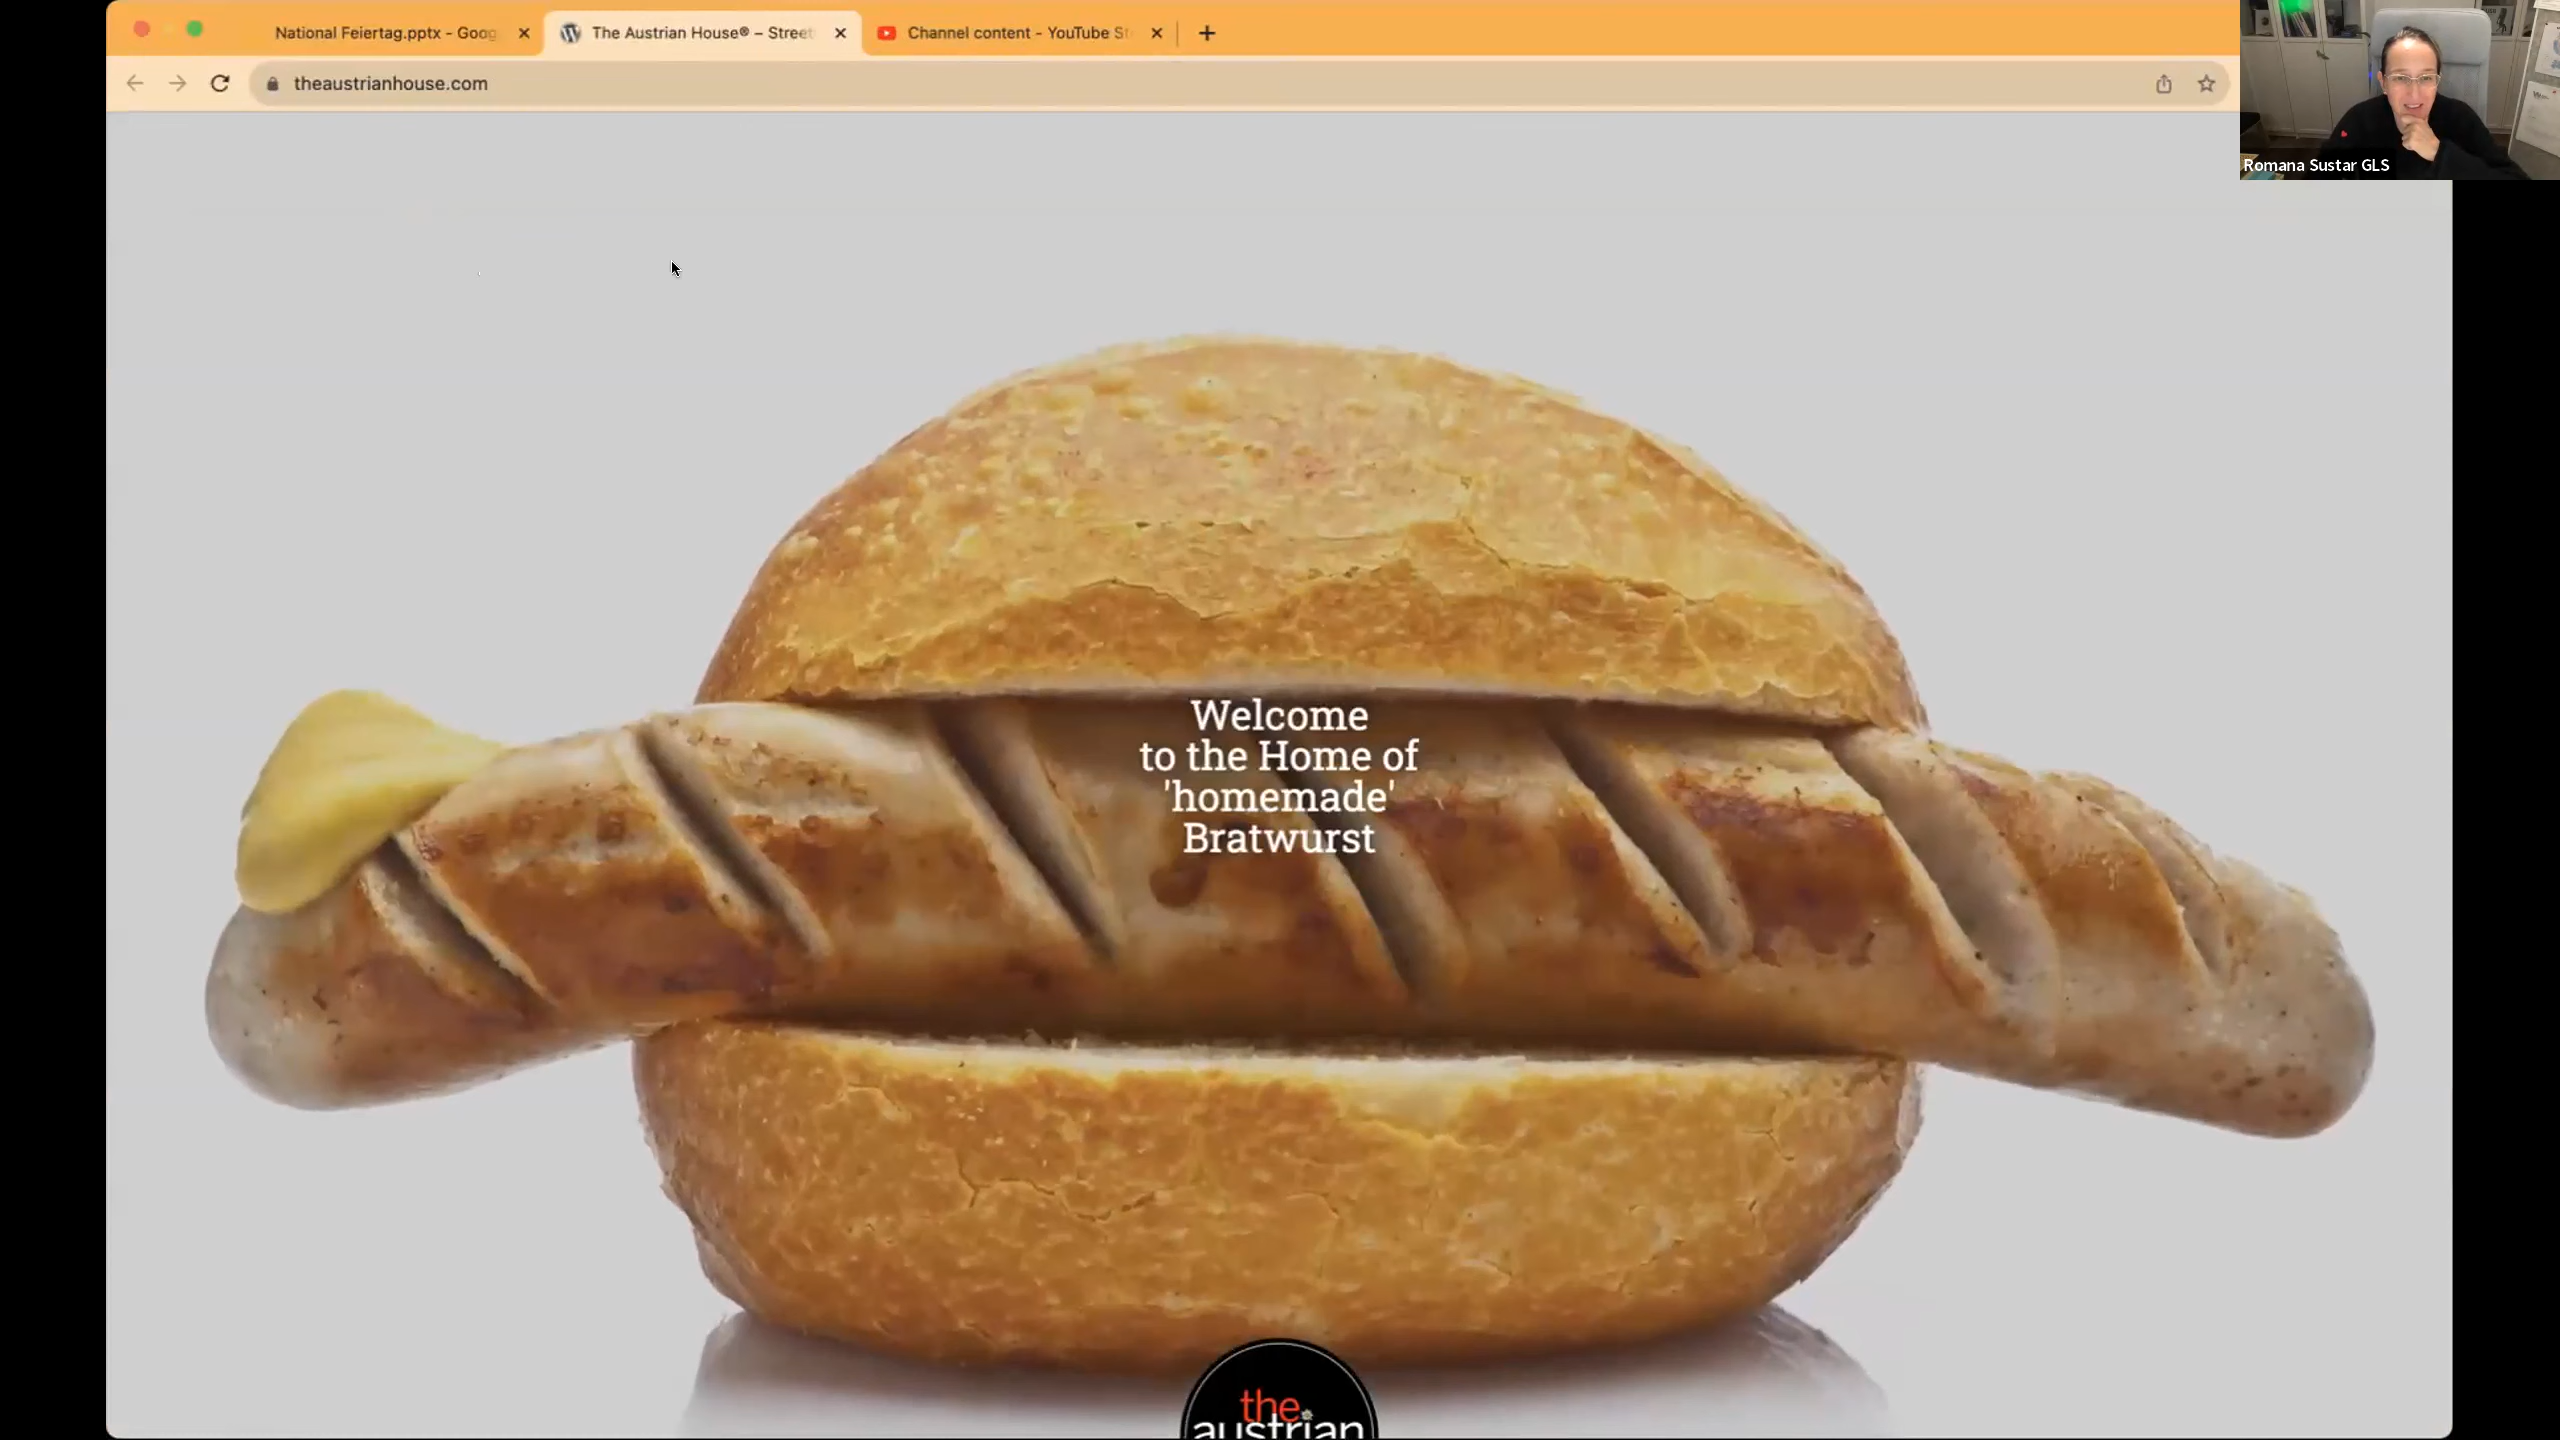 National Feiertag.pptx - Goog
The Austrian House® – Street
Channel content - YouTube St
theaustrianhouse.com
Romana Sustar GLS
Welcome
to the Home of
'homemade'
Bratwurst
the
austrian